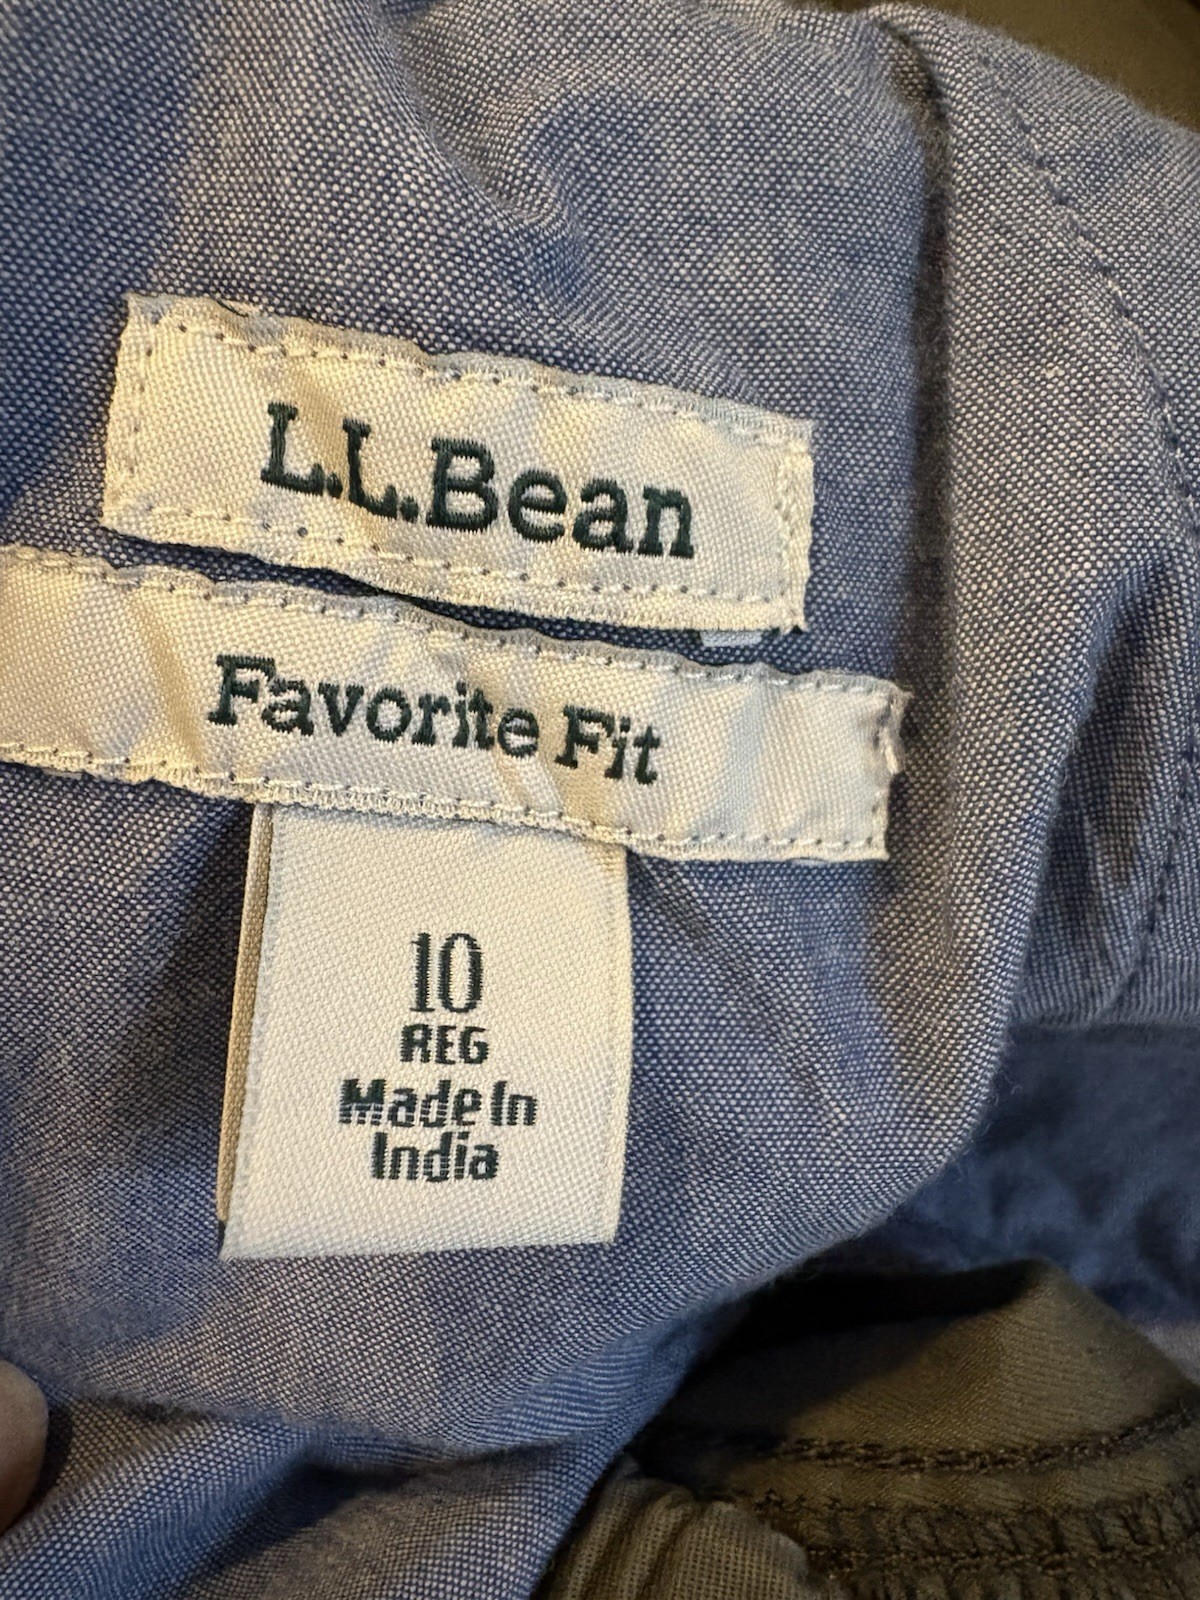 L.L.Bean
Favorite Fit
10
REG
Made In
India